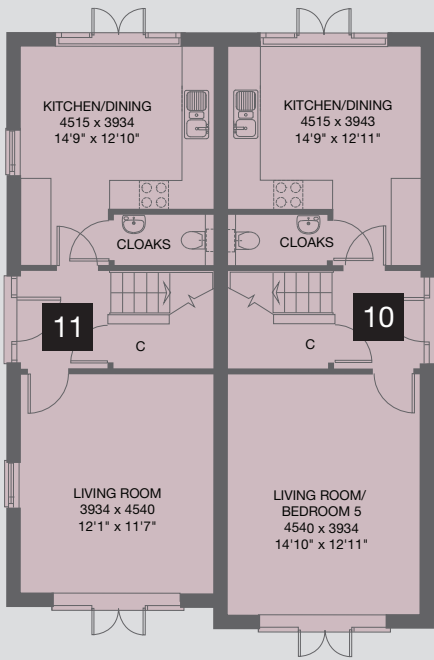 KITCHEN/DINING
4515 x 3934
14'9" x 12'10"
KITCHEN/DINING
4515 x 3943
14'9" x 12'11"
CLOAKS
CLOAKS
11
10
C
C
LIVING ROOM
3934 x 4540
12'1" x 11'7"
LIVING ROOM/
BEDROOM 5
4540 x 3934
14'10" x 12'11"